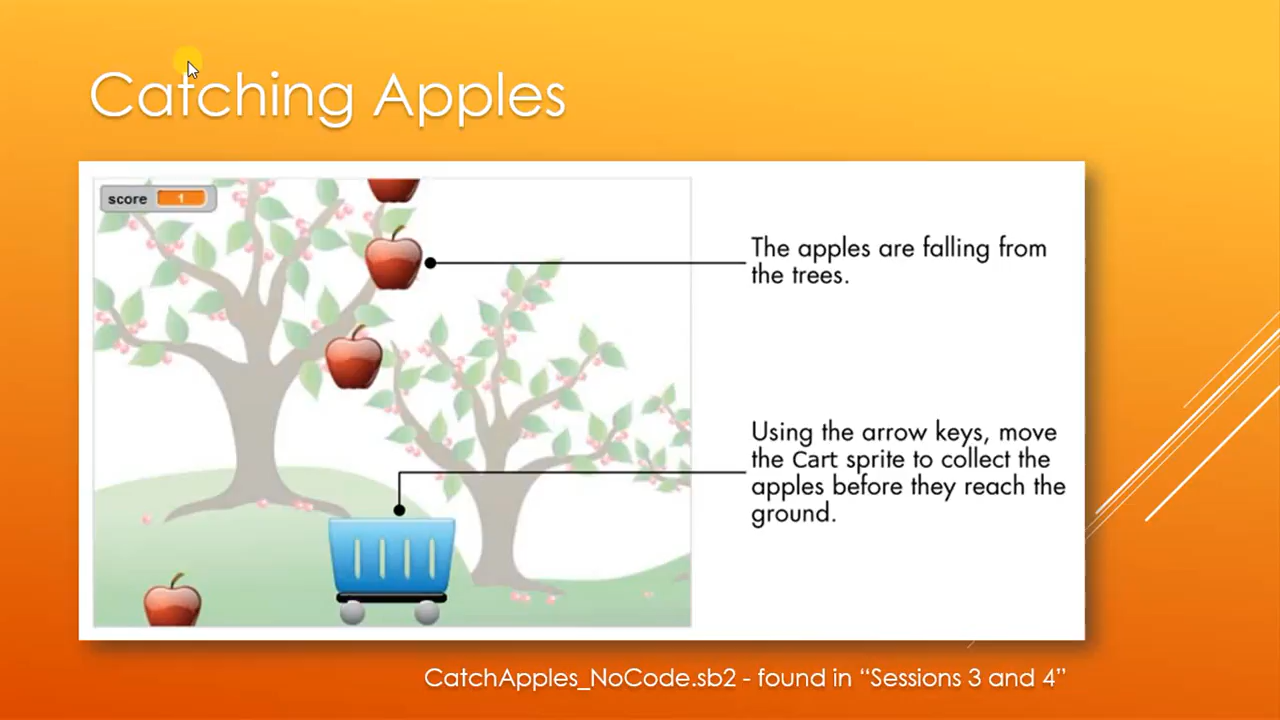 Catching Apples
score 1
The apples are falling from
the trees.
Using the arrow keys, move
the Cart sprite to collect the
apples before they reach the
ground.
CatchApples_NoCode.sb2 - found in “Sessions 3 and 4”